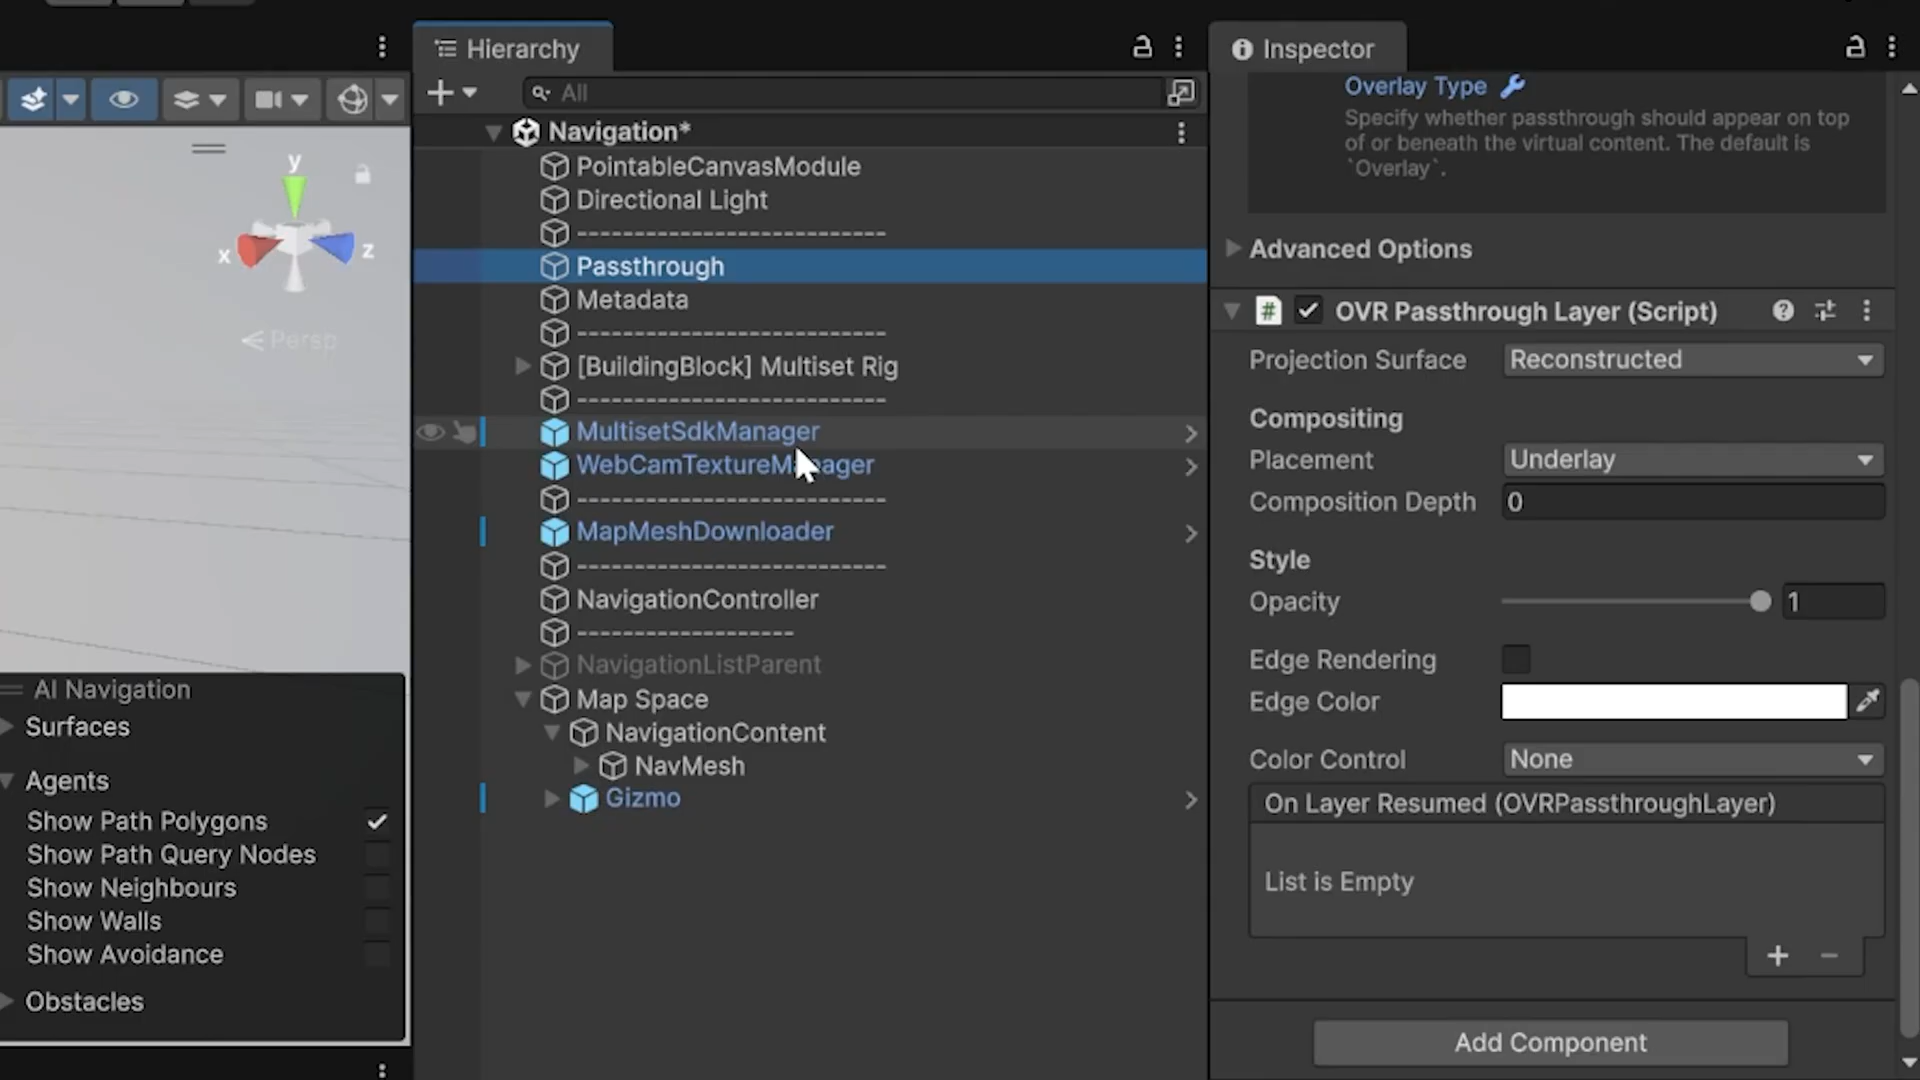 Hierarchy
All
Navigation*
PointableCanvasModule
Directional Light
--------------------------
Passthrough
Metadata
--------------------------
[BuildingBlock] Multiset Rig
--------------------------
MultisetSdkManager
--------------------------
MapMeshDownloader
--------------------------
NavigationController
------------------
NavigationListParent
Map Space
NavigationContent
NavMesh
Gizmo
y
x
z
Persp
AI Navigation
Surfaces
Agents
Show Path Polygons
Show Path Query Nodes
Show Neighbours
Show Walls
Show Avoidance
Obstacles
Inspector
Overlay Type
Specify whether passthrough should appear on top
of or beneath the virtual content. The default is
`Overlay`.
Advanced Options
# OVR Passthrough Layer (Script)
Projection Surface Reconstructed
Compositing
Placement Underlay
Composition Depth 0
Style
Opacity 1
Edge Rendering
Edge Color
Color Control None
On Layer Resumed (OVRPassthroughLayer)
List is Empty
Add Component